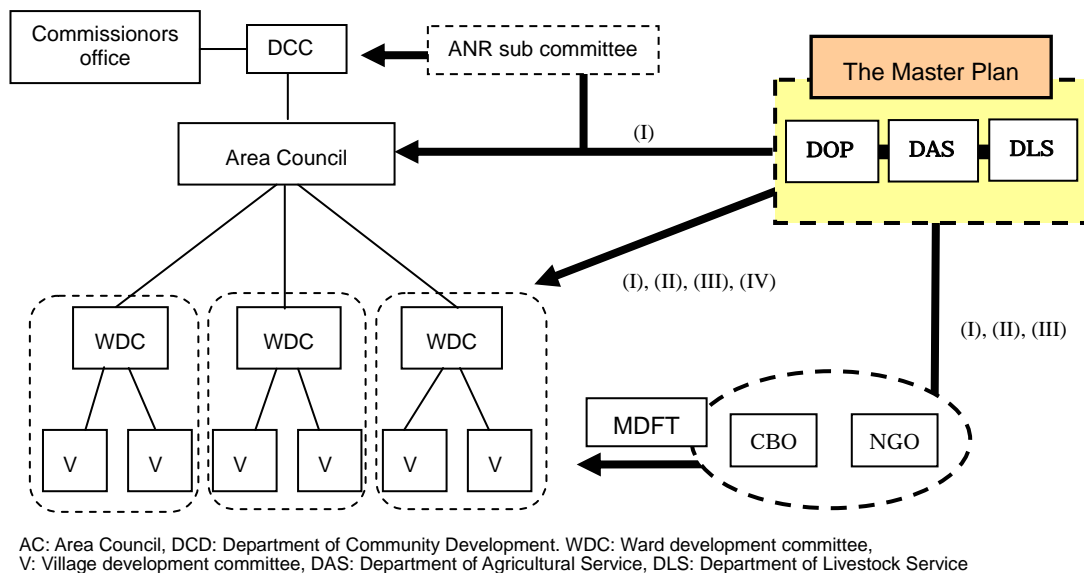 Commissionors
office
DCC
ANR sub committee
The Master Plan
(I)
DOP
DAS
DLS
Area Council
(I), (II), (III), (IV)
(I), (II), (III)
WDC
WDC
WDC
MDFT
CBO
NGO
V
V
V
V
V
V
AC: Area Council, DCD: Department of Community Development. WDC: Ward development committee,
V: Village development committee, DAS: Department of Agricultural Service, DLS: Department of Livestock Service